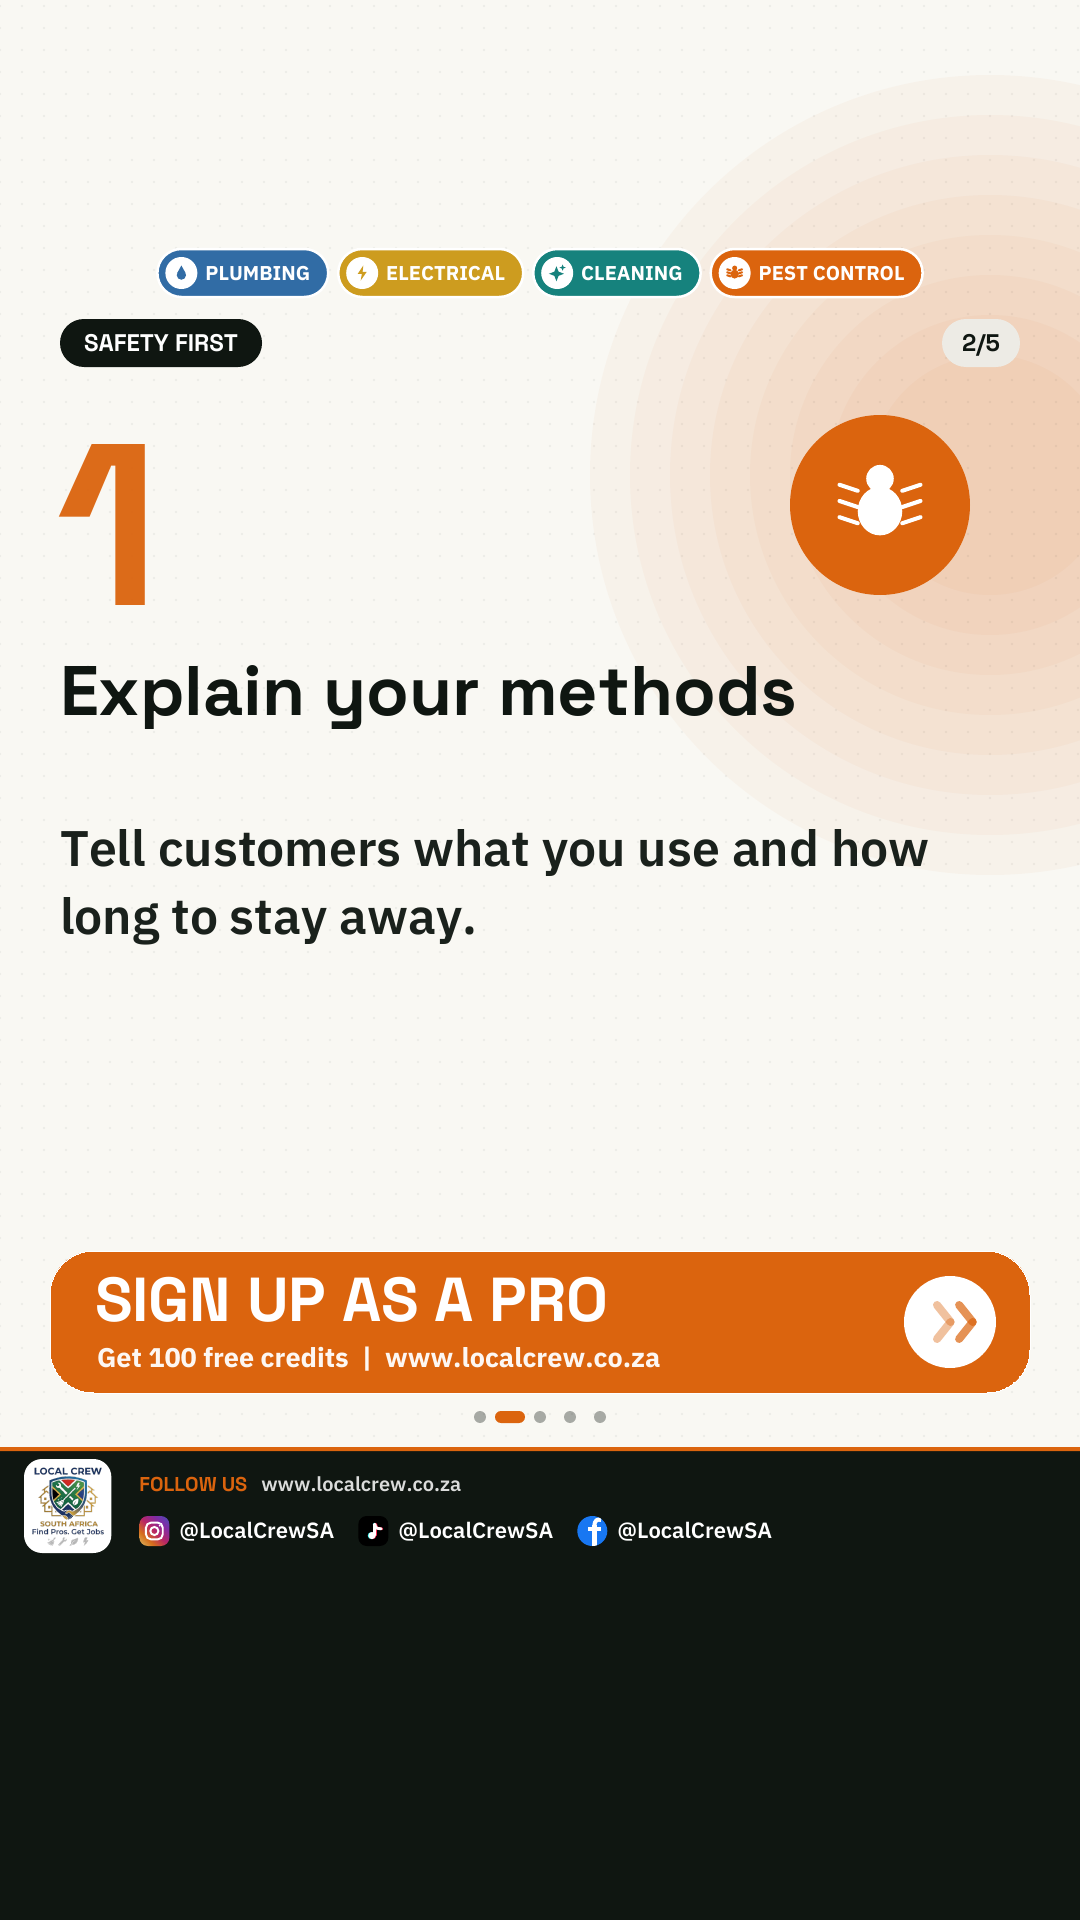 PLUMBING
ELECTRICAL
CLEANING
PEST CONTROL
SAFETY FIRST
2/5
1
Explain your methods
Tell customers what you use and how
long to stay away.
SIGN UP AS A PRO
Get 100 free credits | www.localcrew.co.za
LOCAL CREW
SOUTH AFRICA
Find Pros. Get Jobs
FOLLOW US www.localcrew.co.za
@LocalCrewSA @LocalCrewSA @LocalCrewSA